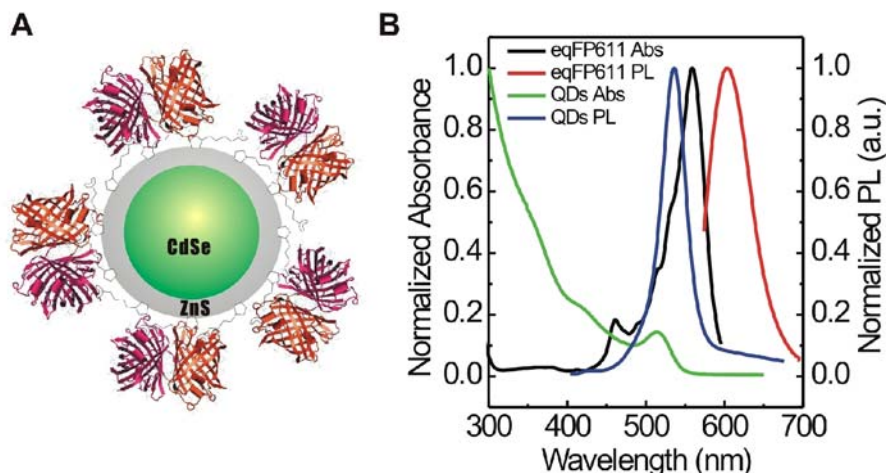 A
CdSe
ZnS
B
eqFP611 Abs
eqFP611 PL
QDs Abs
QDs PL
Normalized Absorbance
1.0
0.8
0.6
0.4
0.2
0.0
300
400
500
600
700
Wavelength (nm)
1.0
0.8
0.6
0.4
0.2
0.0
Normalized PL (a.u.)